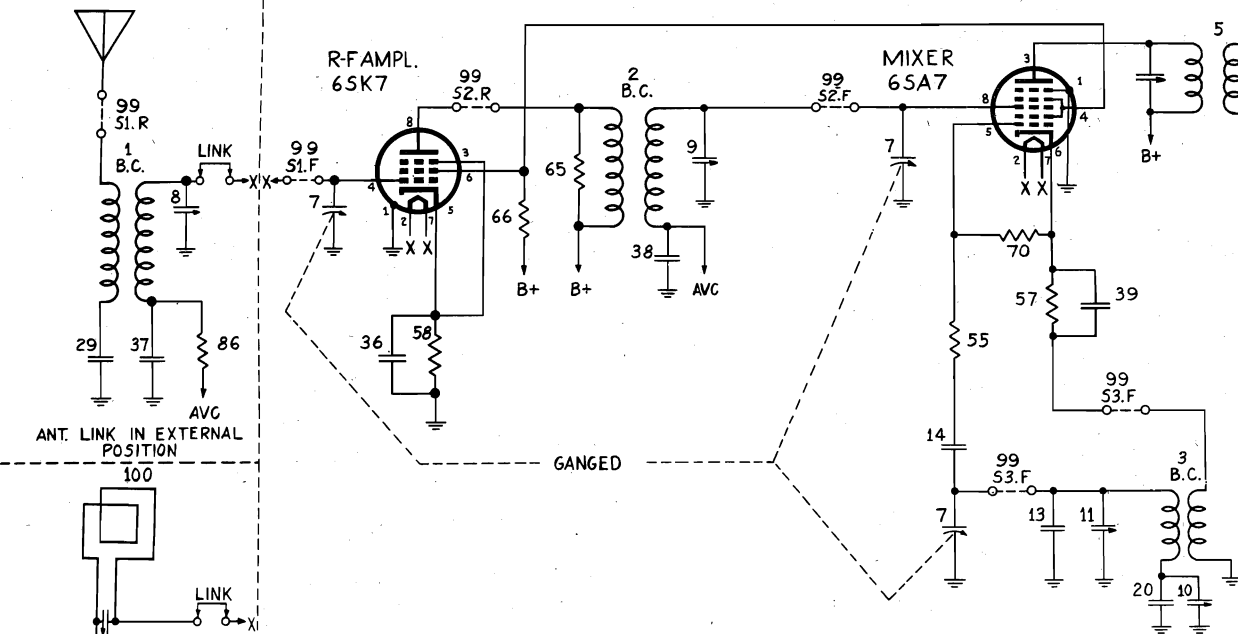 R-F AMPL.
6SK7
MIXER
6SA7
5
99
S1.R
1
B.C.
LINK
8
X X
99
S1.F
7
8
3
4
6
1
2
7
5
X X
99
S2.R
2
B.C.
65
66
B+
B+
9
38
AVC
99
S2.F
7
3
1
8
4
5
6
2
7
X X
B+
70
57
39
55
36
58
29
37
86
AVC
ANT. LINK IN EXTERNAL
POSITION
100
LINK
X
GANGED
14
99
S3.F
99
S3.F
3
B.C.
7
13
11
20
10